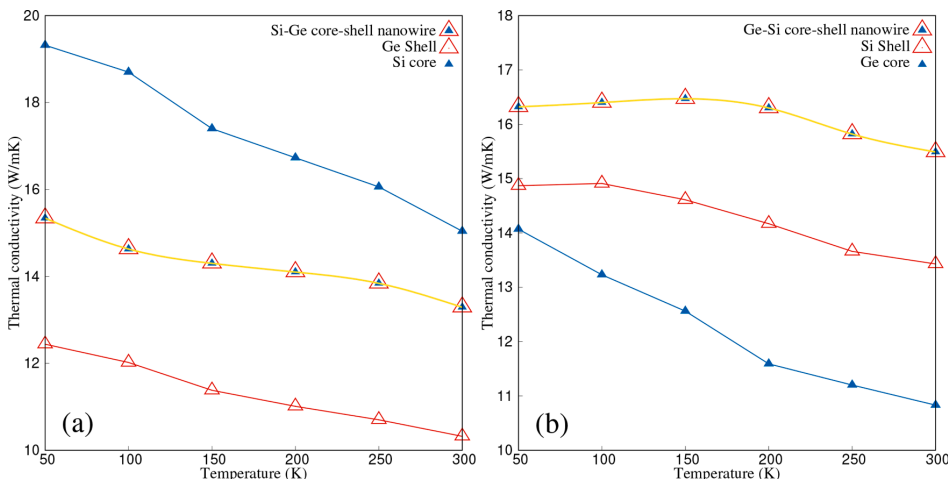 20
18
16
14
12
10
Thermal conductivity (W/mK)
Si-Ge core-shell nanowire
Ge Shell
Si core
(a)
50 100 150 200 250 300
Temperature (K)
18
17
16
15
14
13
12
11
10
Thermal conductivity (W/mK)
Ge-Si core-shell nanowire
Si Shell
Ge core
(b)
50 100 150 200 250 300
Temperature (K)